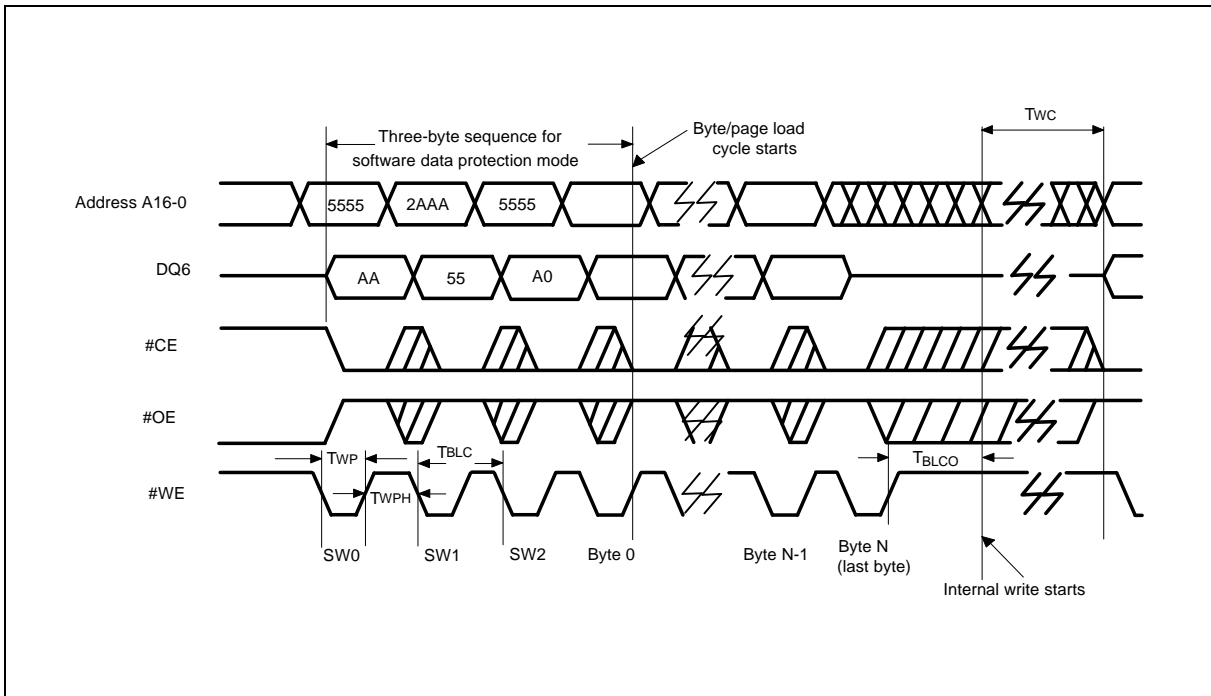 Three-byte sequence for
software data protection mode
Byte/page load
cycle starts
TWC
Address A16-0
5555
2AAA
5555
DQ6
AA
55
A0
#CE
#OE
TWP
TBLC
TBLCO
#WE
TWPH
SW0
SW1
SW2
Byte 0
Byte N-1
Byte N
(last byte)
Internal write starts